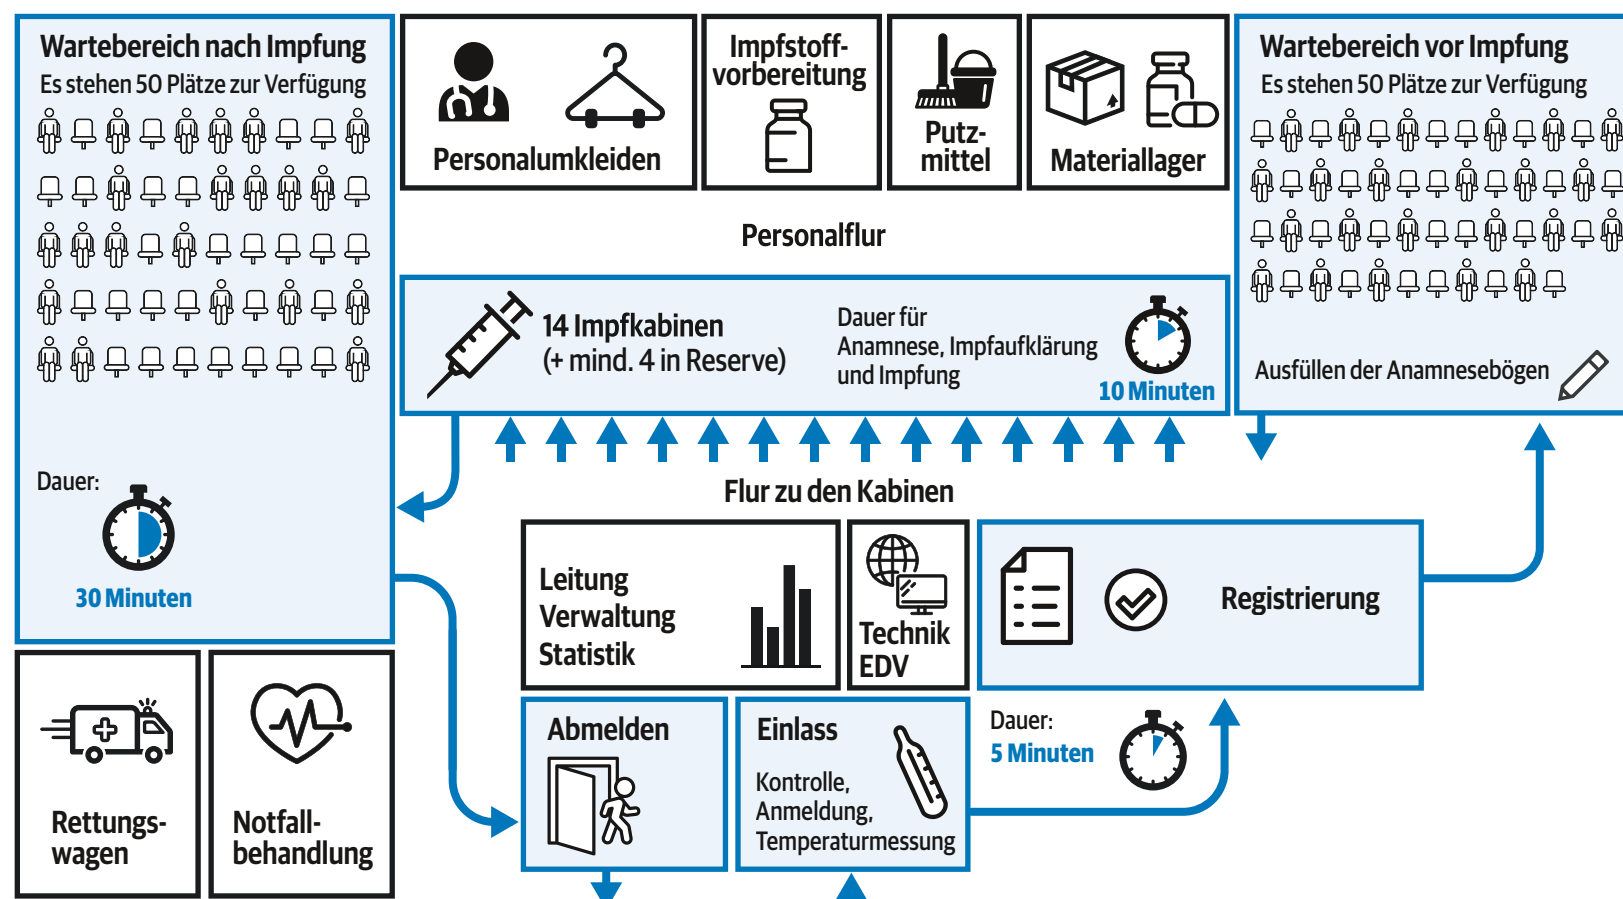 Wartebereich nach Impfung
Es stehen 50 Plätze zur Verfügung
Dauer:
30 Minuten
Personalumkleiden
Impfstoff-
vorbereitung
Putz-
mittel
Materiallager
Wartebereich vor Impfung
Es stehen 50 Plätze zur Verfügung
Ausfüllen der Anamnesebögen
Personalflur
14 Impfkabinen
(+ mind. 4 in Reserve)
Dauer für
Anamnese, Impfaufklärung
und Impfung
10 Minuten
Flur zu den Kabinen
Leitung
Verwaltung
Statistik
Technik
EDV
Registrierung
Rettungs-
wagen
Notfall-
behandlung
Abmelden
Einlass
Kontrolle,
Anmeldung,
Temperaturmessung
Dauer:
5 Minuten